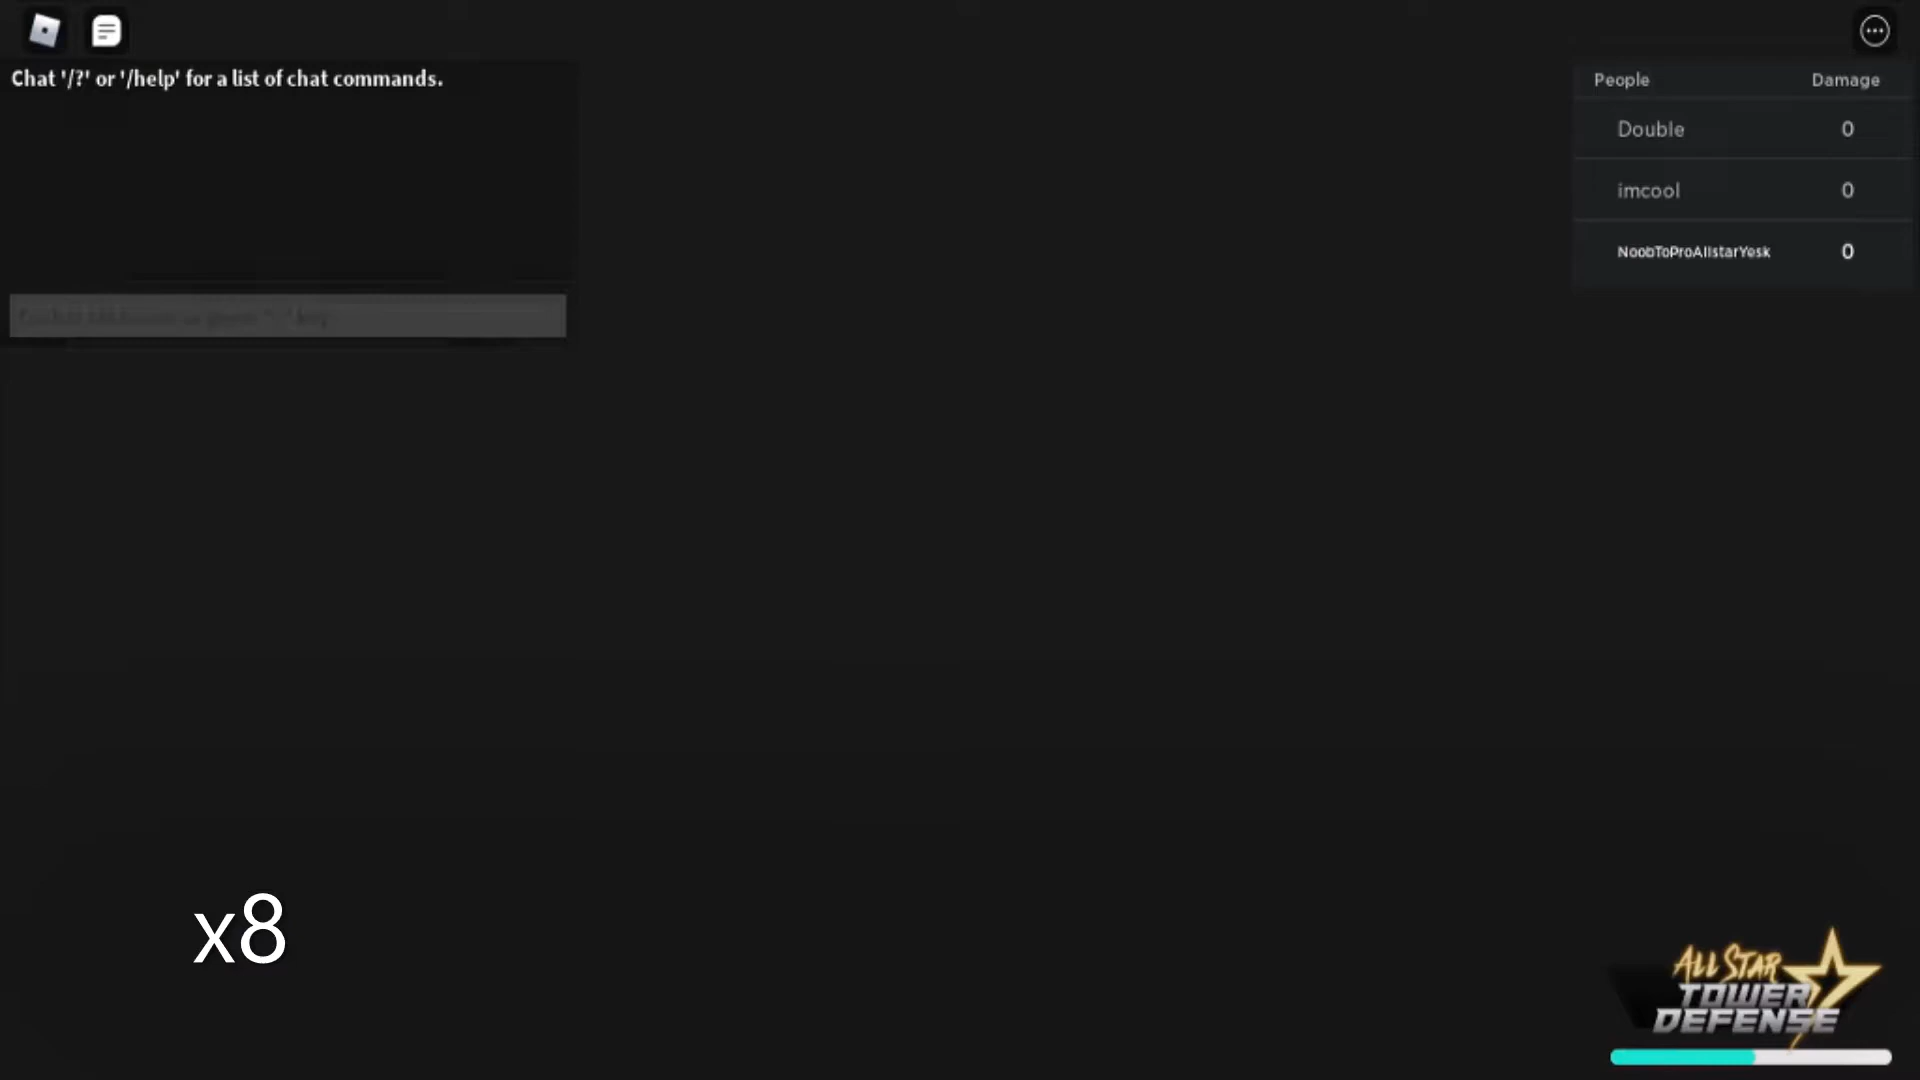 Chat '/?' or '/help' for a list of chat commands.
People Damage
Double 0
imcool 0
NoobToProAllstarYesk 0
x8
ALL STAR
TOWER
DEFENSE